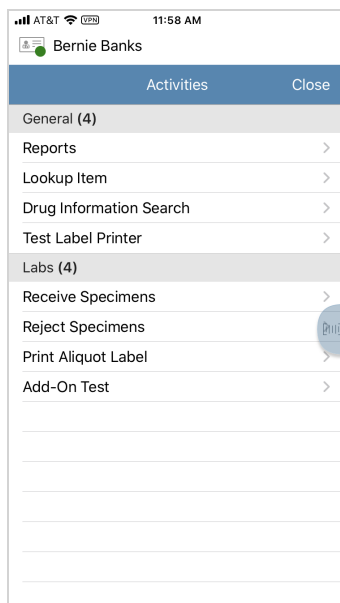 AT&T VPN 11:58 AM
Bernie Banks
Activities Close
General (4)
Reports
Lookup Item
Drug Information Search
Test Label Printer
Labs (4)
Receive Specimens
Reject Specimens
Print Aliquot Label
Add-On Test